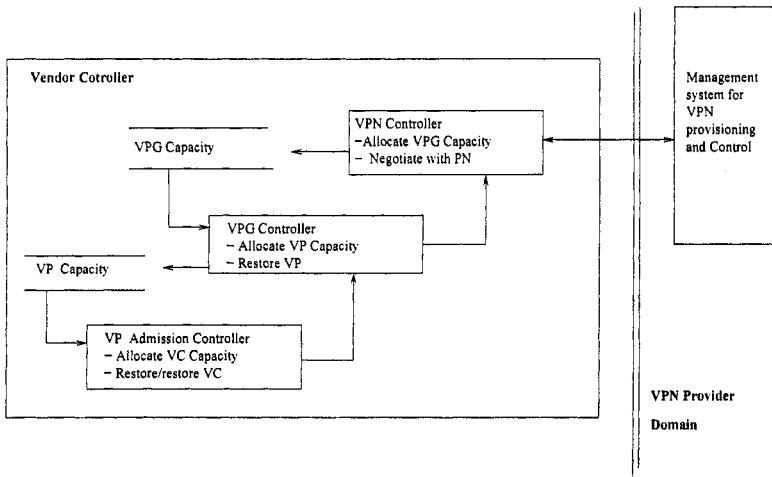 Vendor Cotroller
VPN Controller
–Allocate VPG Capacity
– Negotiate with PN
VPG Capacity
VPG Controller
– Allocate VP Capacity
– Restore VP
VP Capacity
VP Admission Controller
– Allocate VC Capacity
– Restore/restore VC
Management
system for
VPN
provisioning
and Control
VPN Provider
Domain